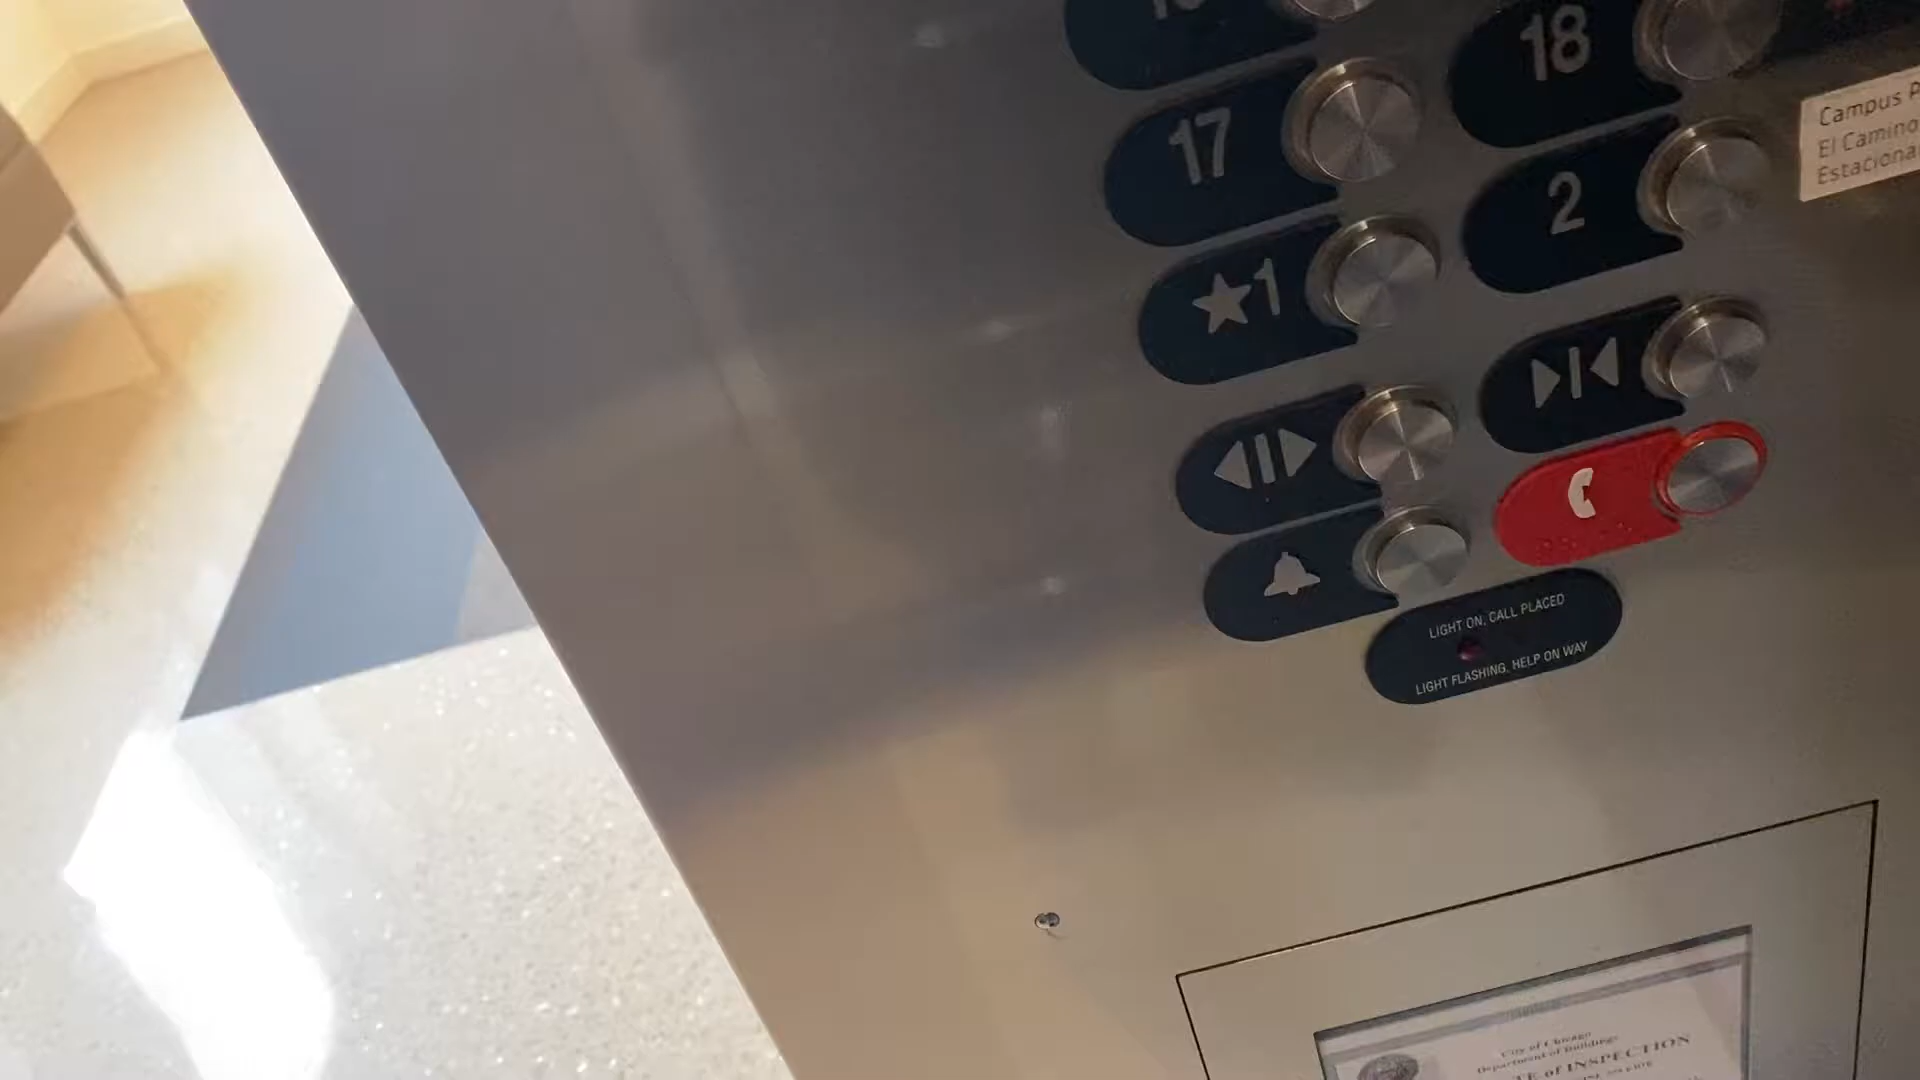 18
17
2
★1
Campus
El Camino
LIGHT ON, CALL PLACED
LIGHT FLASHING, HELP ON WAY
City of Chicago
Department of Buildings
of INSPECTION